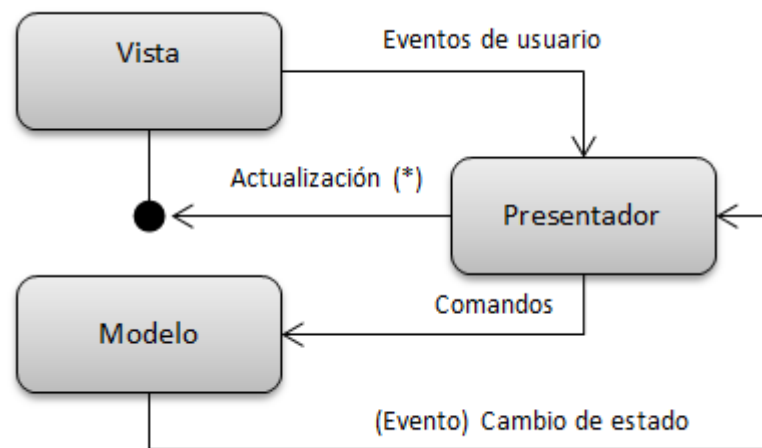 Vista
Eventos de usuario
Actualización (*)
Presentador
Comandos
Modelo
(Evento) Cambio de estado